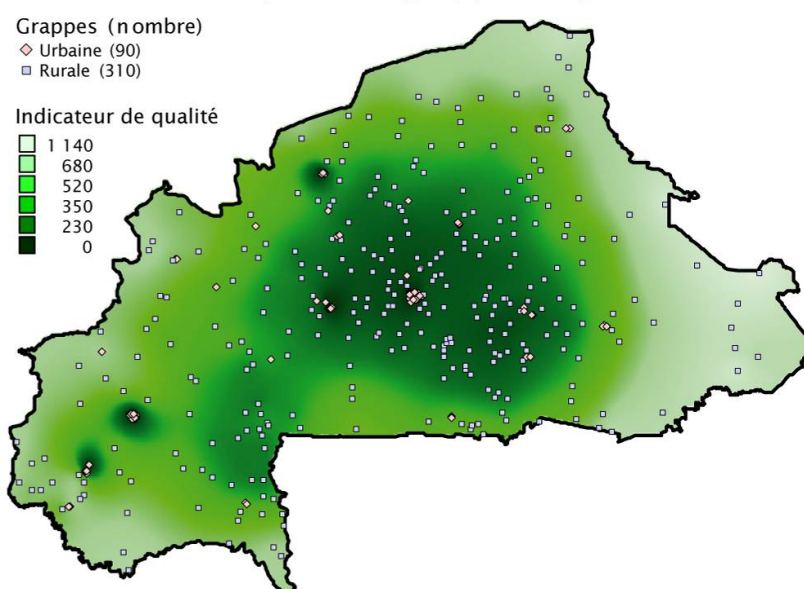 Grappes (nombre)
Urbaine (90)
Rurale (310)
Indicateur de qualité
1 140
680
520
350
230
0